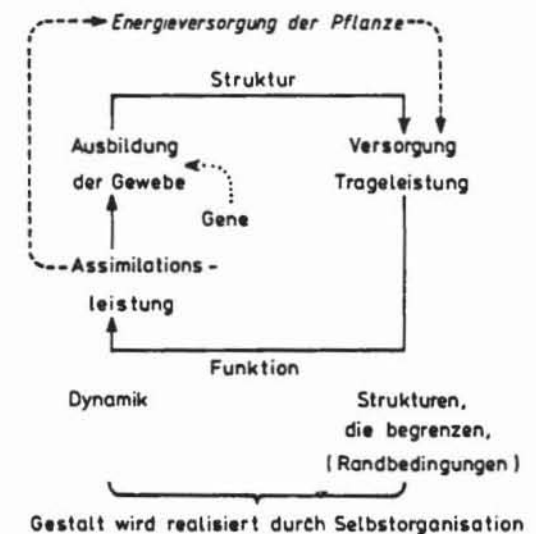 Energieversorgung der Pflanze
Struktur
Ausbildung
der Gewebe
Versorgung
Trageleistung
Gene
Assimilations-
leistung
Funktion
Dynamik
Strukturen,
die begrenzen,
(Randbedingungen)
Gestalt wird realisiert durch Selbstorganisation